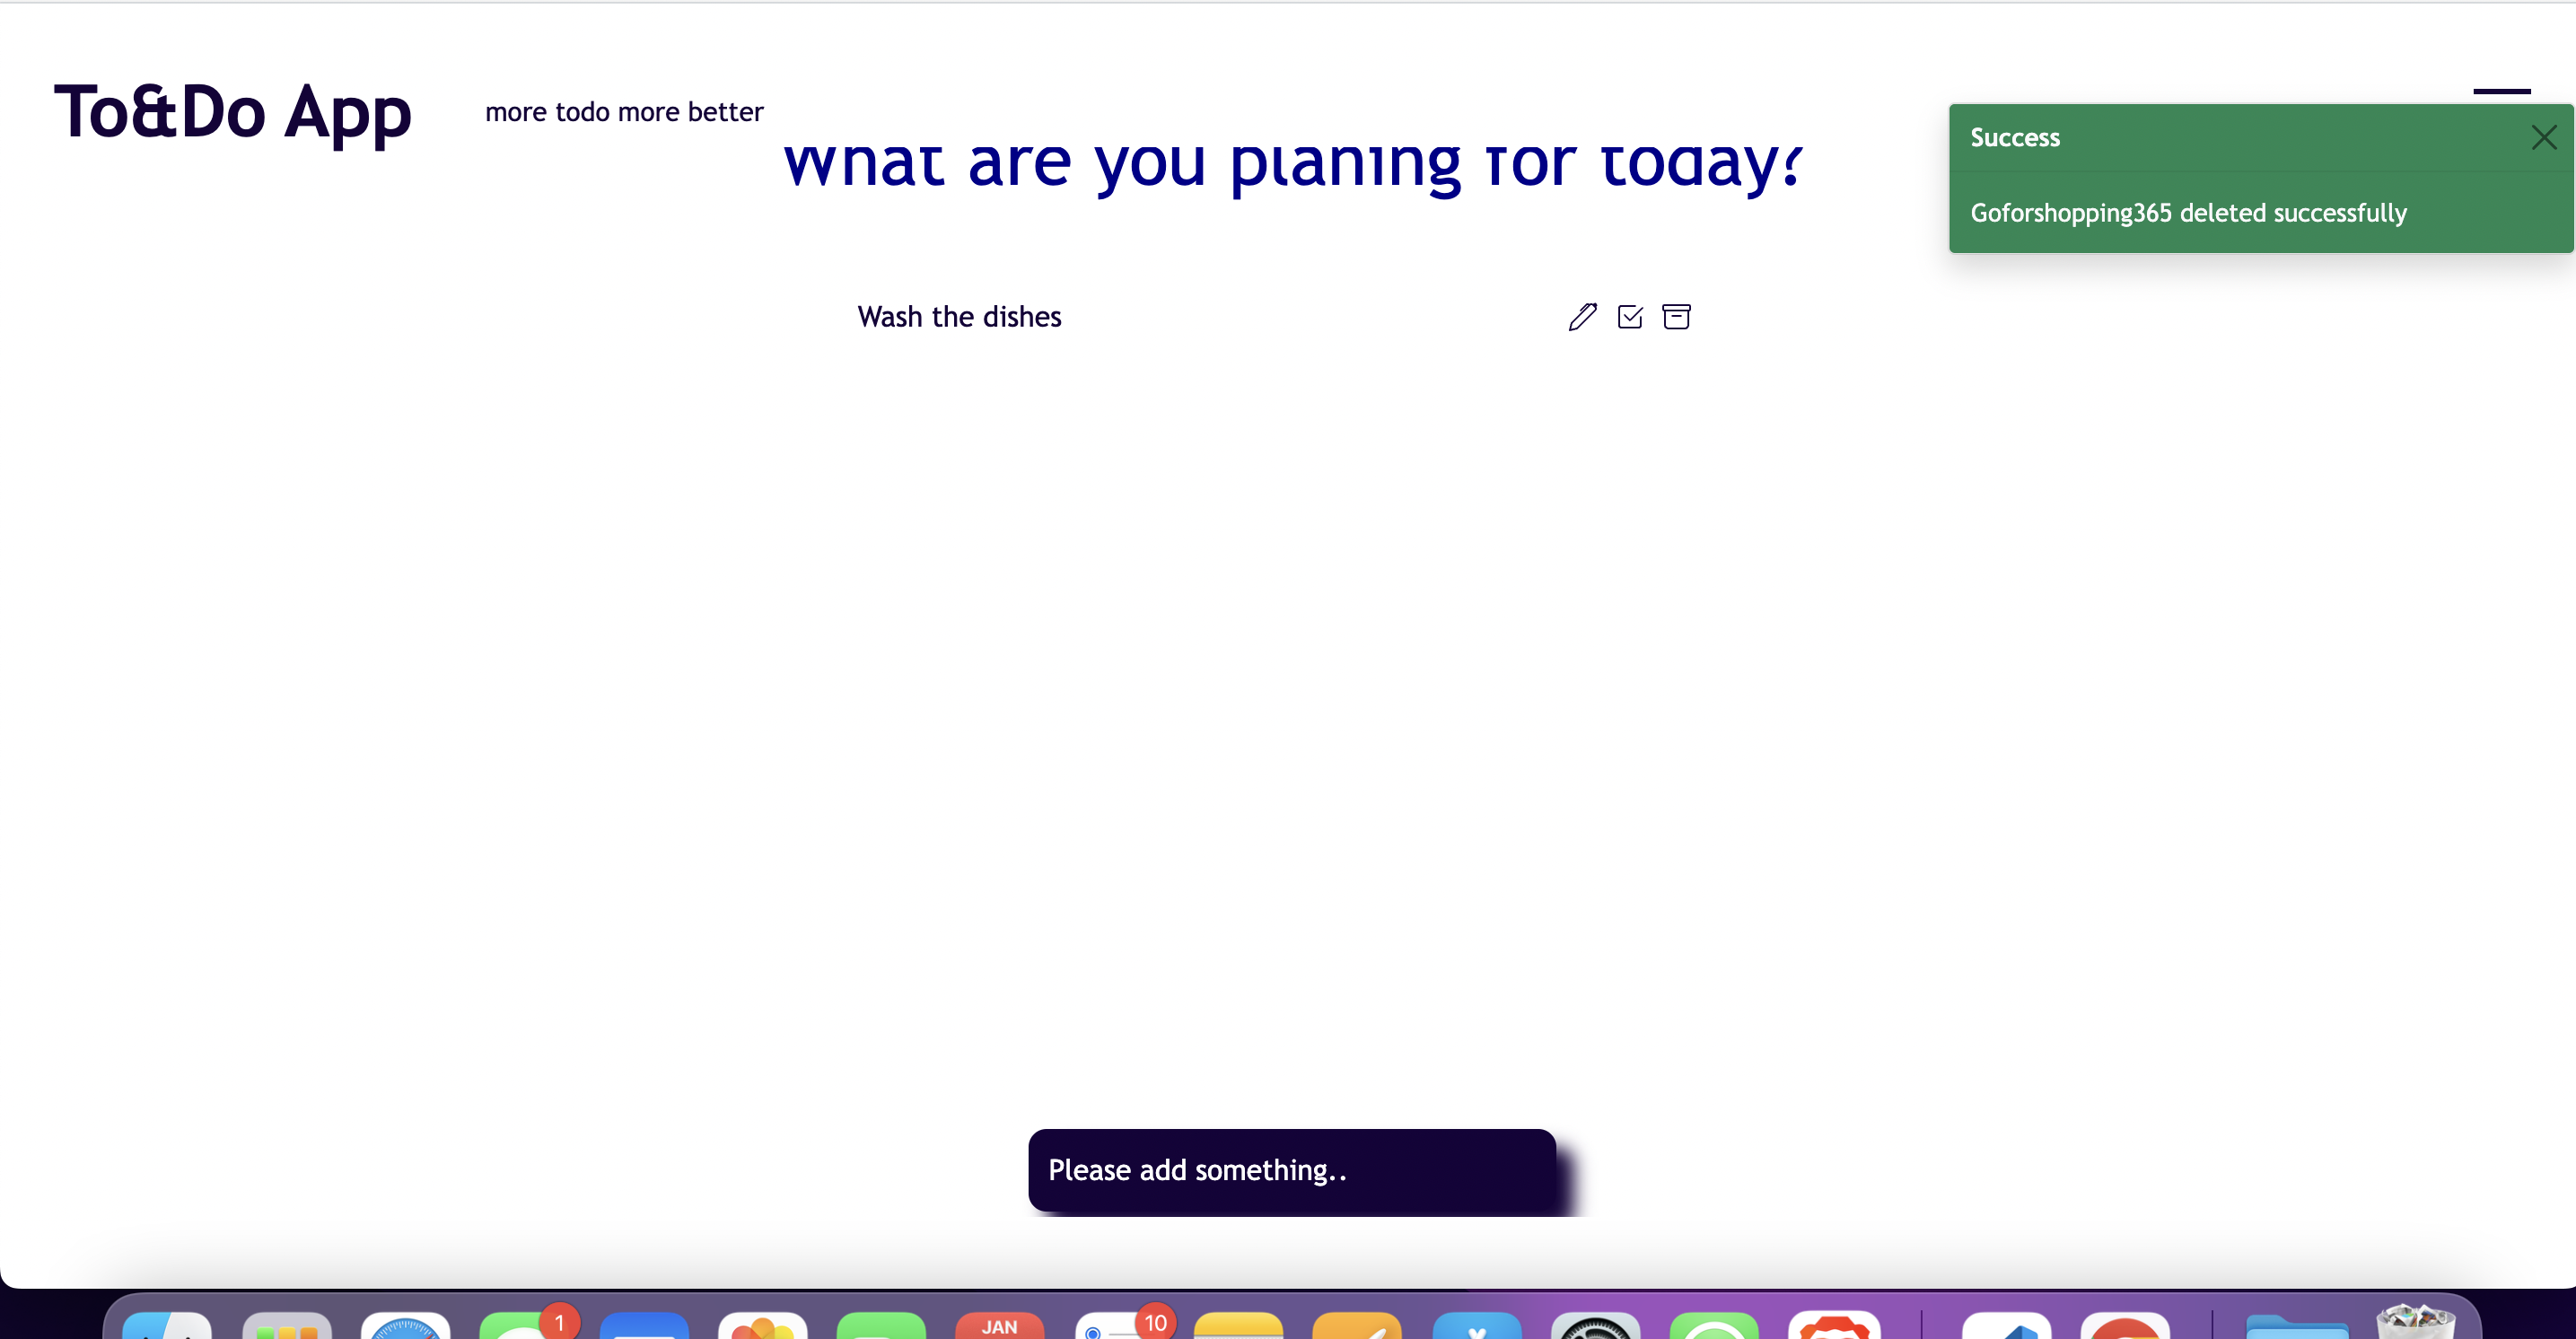 To&Do App
more todo more better
What are you planing for today?
Success
Goforshopping365 deleted successfully
Wash the dishes
Please add something..
1
JAN
10